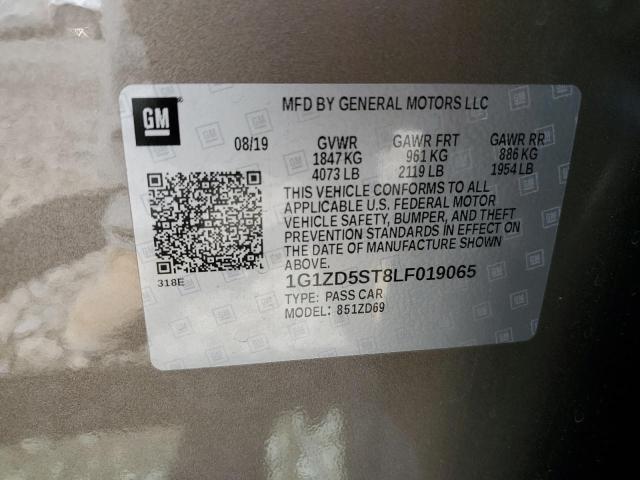 GM
MFD BY GENERAL MOTORS LLC
08/19 GVWR GAWR FRT GAWR RR
1847 KG 961 KG 886 KG
4073 LB 2119 LB 1954 LB
THIS VEHICLE CONFORMS TO ALL
APPLICABLE U.S. FEDERAL MOTOR
VEHICLE SAFETY, BUMPER, AND THEFT
PREVENTION STANDARDS IN EFFECT ON
THE DATE OF MANUFACTURE SHOWN
ABOVE.
318E
1G1ZD5ST8LF019065
TYPE: PASS CAR
MODEL: 851ZD69